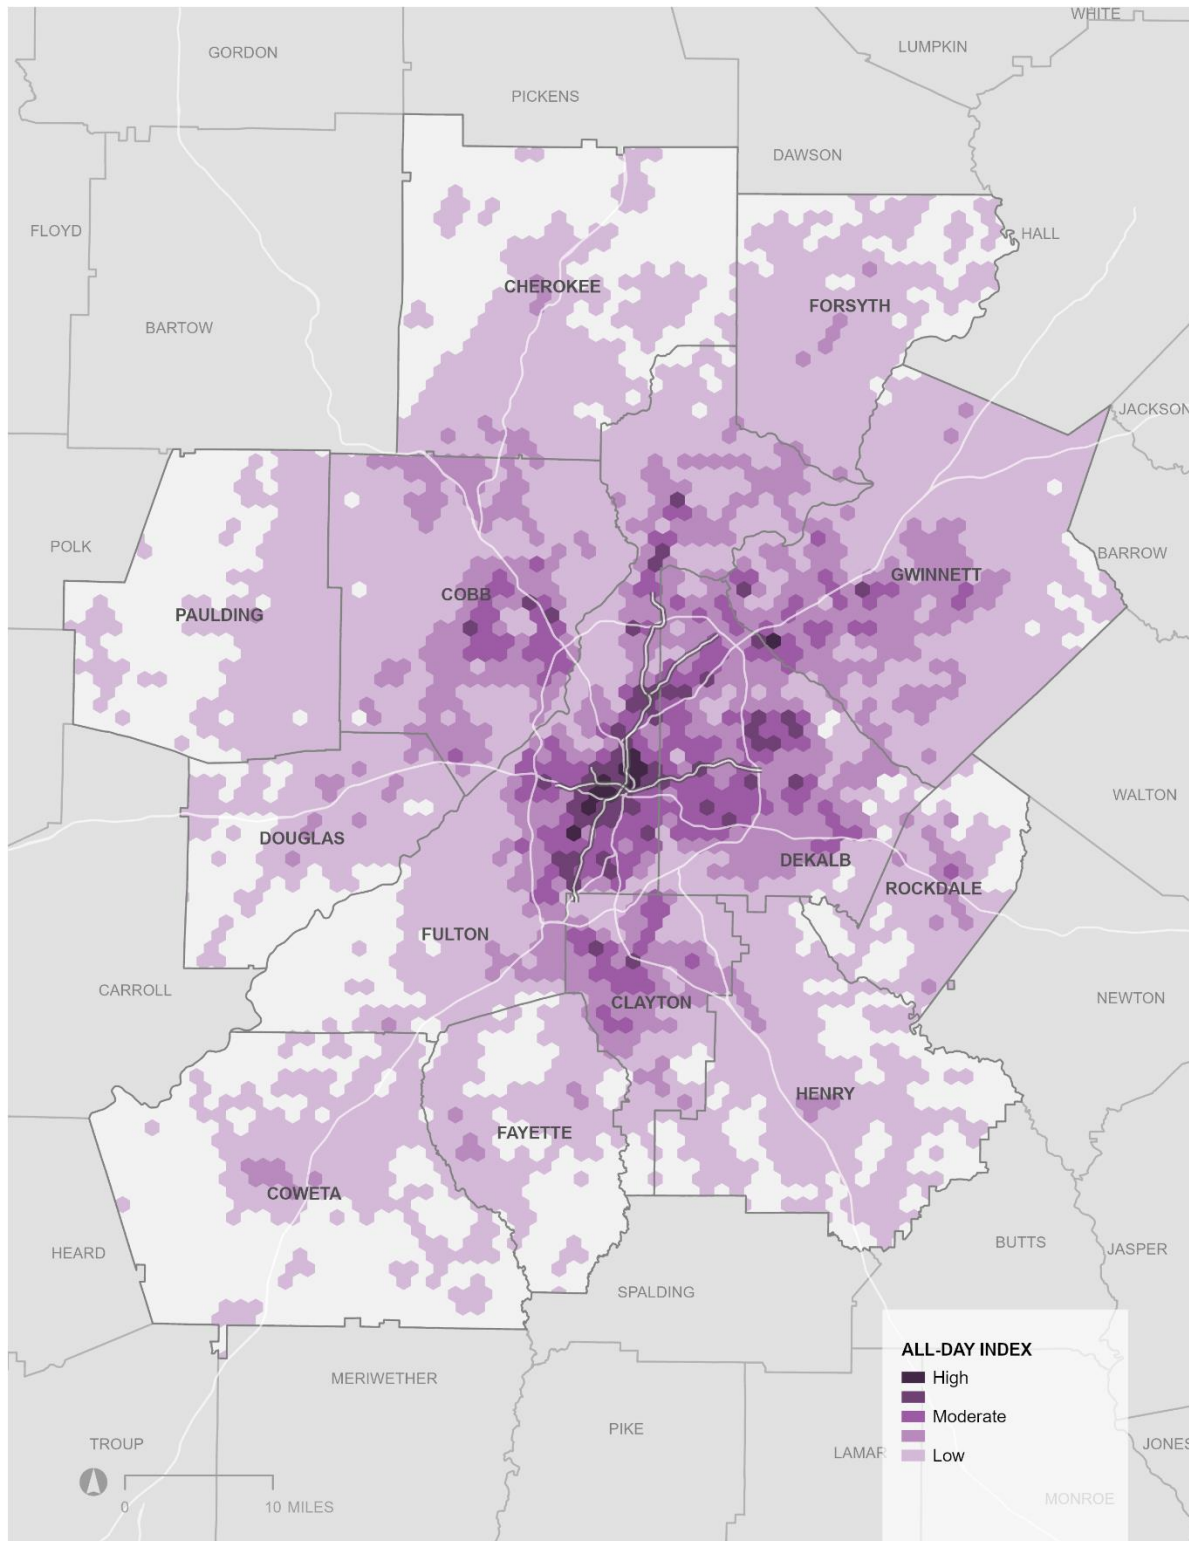 WHITE
LUMPKIN
GORDON
PICKENS
DAWSON
FLOYD
HALL
CHEROKEE
FORSYTH
BARTOW
JACKSON
POLK
BARROW
GWINNETT
COBB
PAULDING
WALTON
DOUGLAS
DEKALB
ROCKDALE
FULTON
CARROLL
NEWTON
CLAYTON
HENRY
FAYETTE
COWETA
BUTTS
JASPER
HEARD
SPALDING
ALL-DAY INDEX
High
Moderate
Low
MERIWETHER
PIKE
TROUP
LAMAR
JONES
MONROE
0 10 MILES